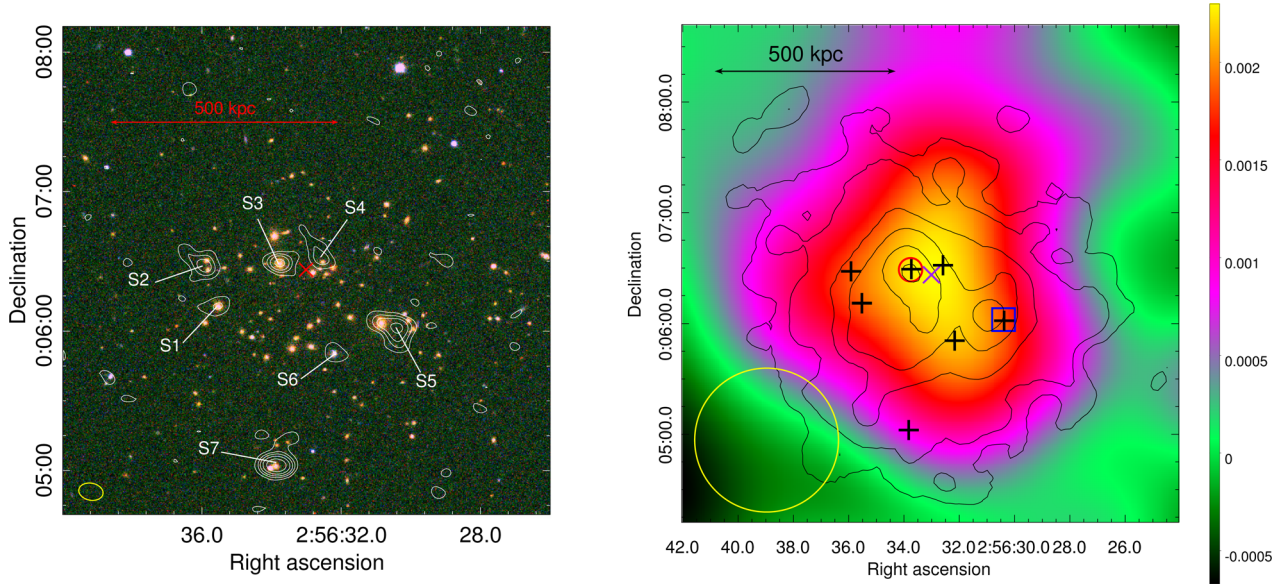 08:00
07:00
0:06:00
05:00
Declination
500 kpc
S3
S4
S2
S1
S6
S5
S7
36.0
2:56:32.0
28.0
Right ascension
500 kpc
08:00.0
07:00.0
0:06:00.0
05:00.0
Declination
42.0
40.0
38.0
36.0
34.0
32.0
2:56:30.0
28.0
26.0
Right ascension
0.002
0.0015
0.001
0.0005
0
-0.0005